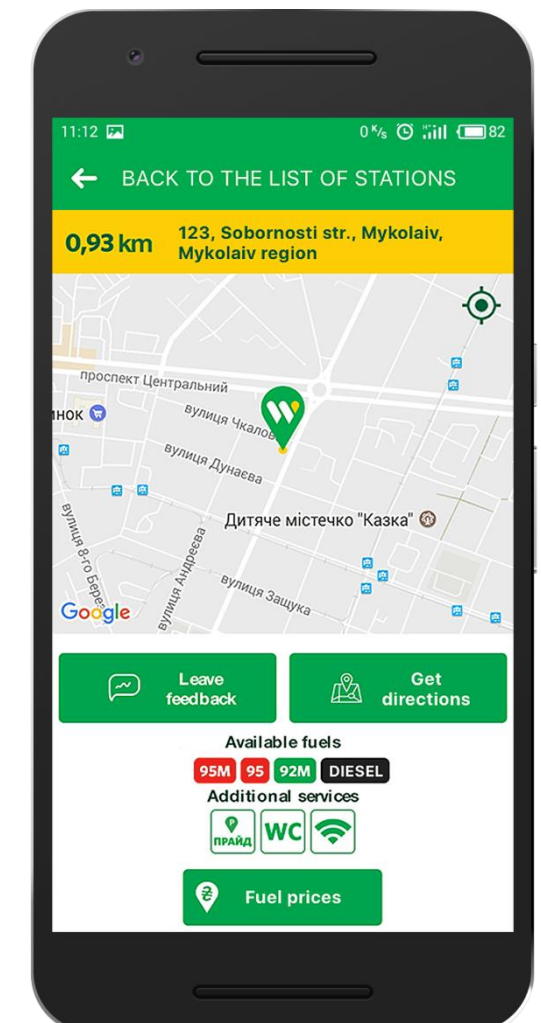 11:12 0 K/s 82
BACK TO THE LIST OF STATIONS
0,93 km
123, Sobornosti str., Mykolaiv,
Mykolaiv region
проспект Центральний
инок
вулиця Чкалова
вулиця Дунаєва
Дитяче містечко "Казка"
вулиця 8-го Берез
вулиця Андреєва
вулиця Защука
Google
Leave
feedback
Get
directions
Available fuels
95M 95 92M DIESEL
Additional services
P
ПРАЙД WC
₴ Fuel prices